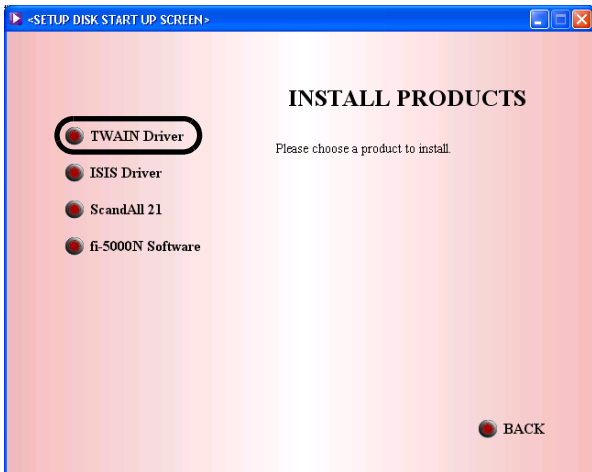 <SETUP DISK START UP SCREEN>
INSTALL PRODUCTS
TWAIN Driver
Please choose a product to install.
ISIS Driver
ScandAll 21
fi-5000N Software
BACK